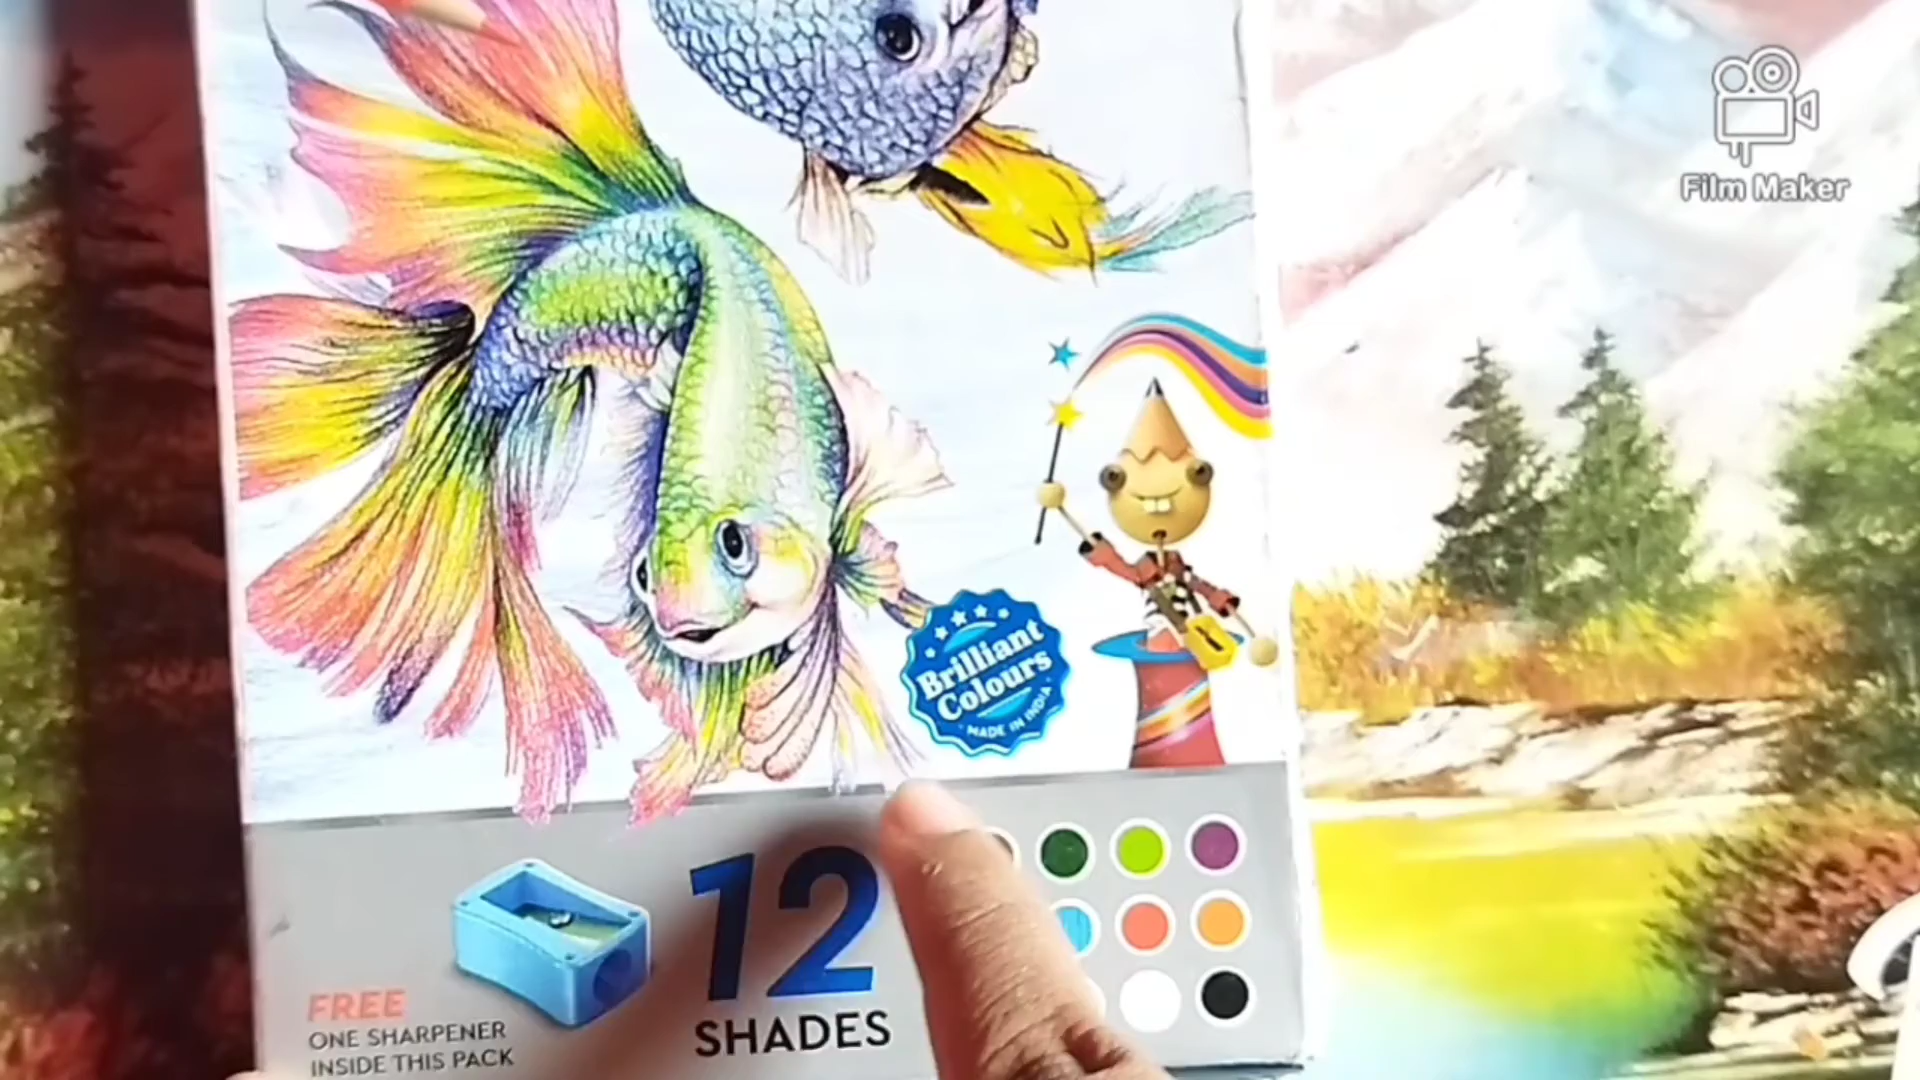 Film Maker
Brilliant
Colours
MADE IN INDIA
12
SHADES
FREE
ONE SHARPENER
INSIDE THIS PACK